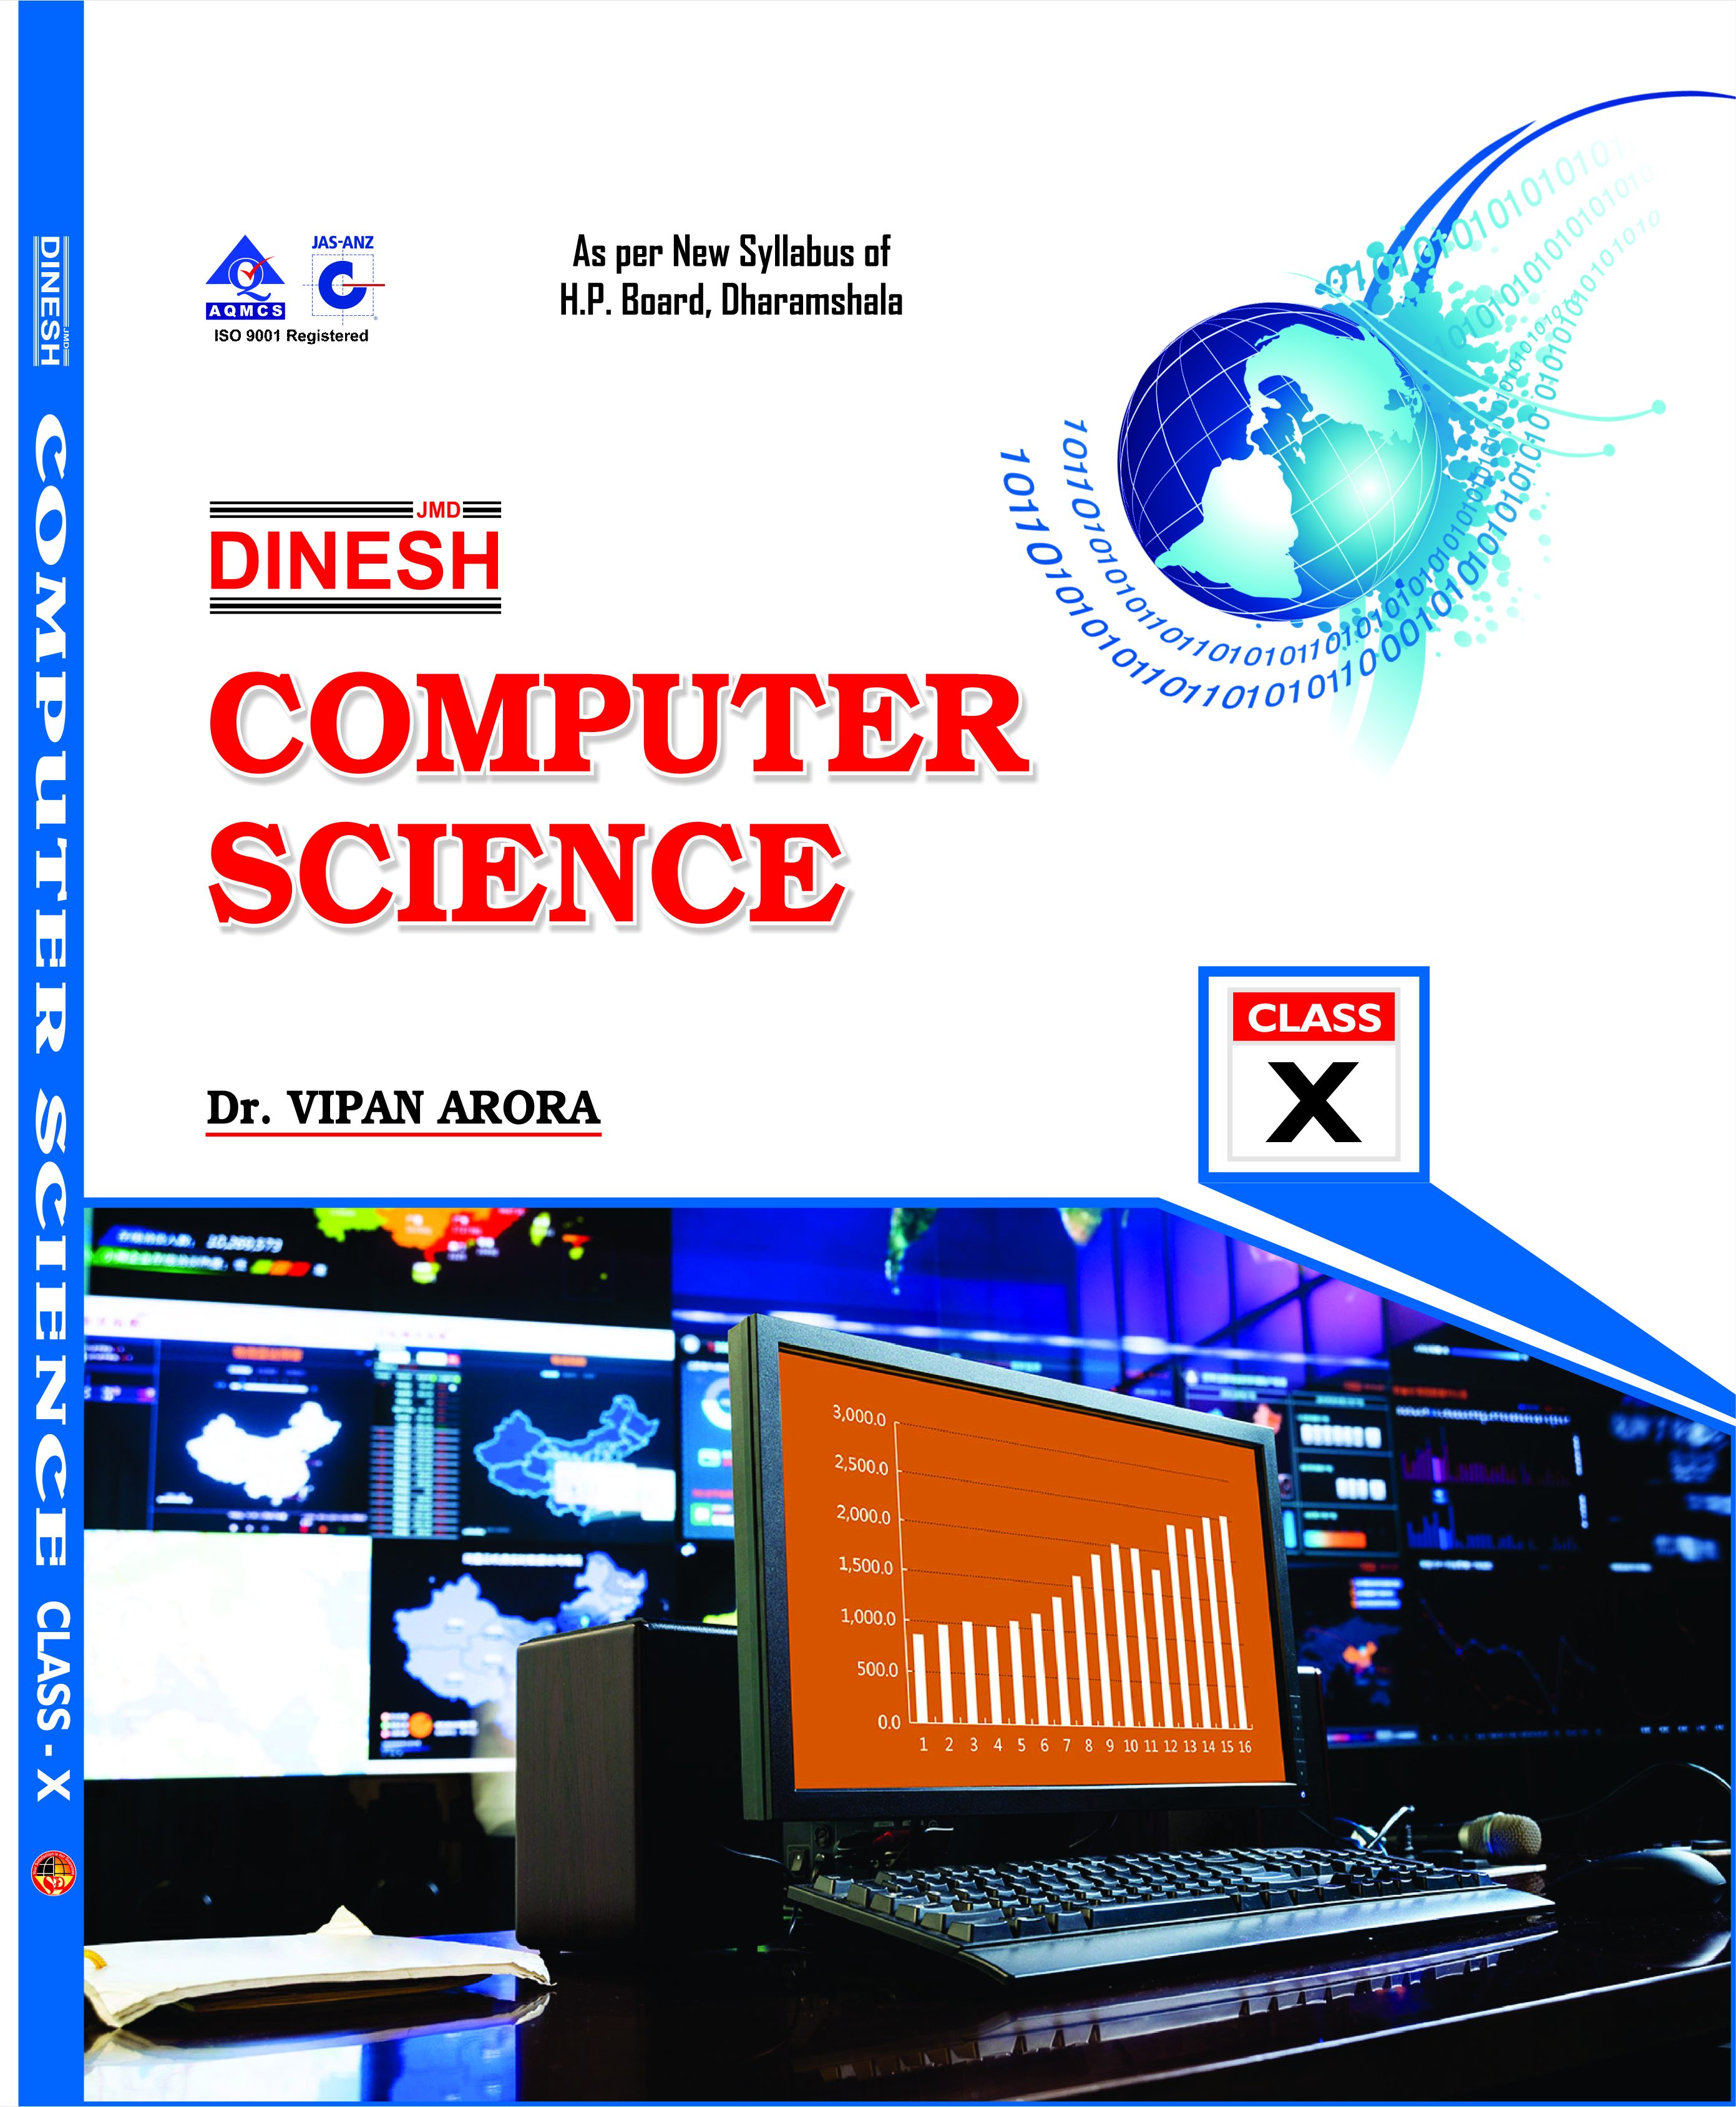 DINESH
JMD
COMPUTER SCIENCE CLASS - X
AQMCS
JAS-ANZ
ISO 9001 Registered
As per New Syllabus of
H.P. Board, Dharamshala
JMD
DINESH
COMPUTER
SCIENCE
CLASS
X
Dr. VIPAN ARORA
3,000.0
2,500.0
2,000.0
1,500.0
1,000.0
500.0
0.0
1 2 3 4 5 6 7 8 9 10 11 12 13 14 15 16